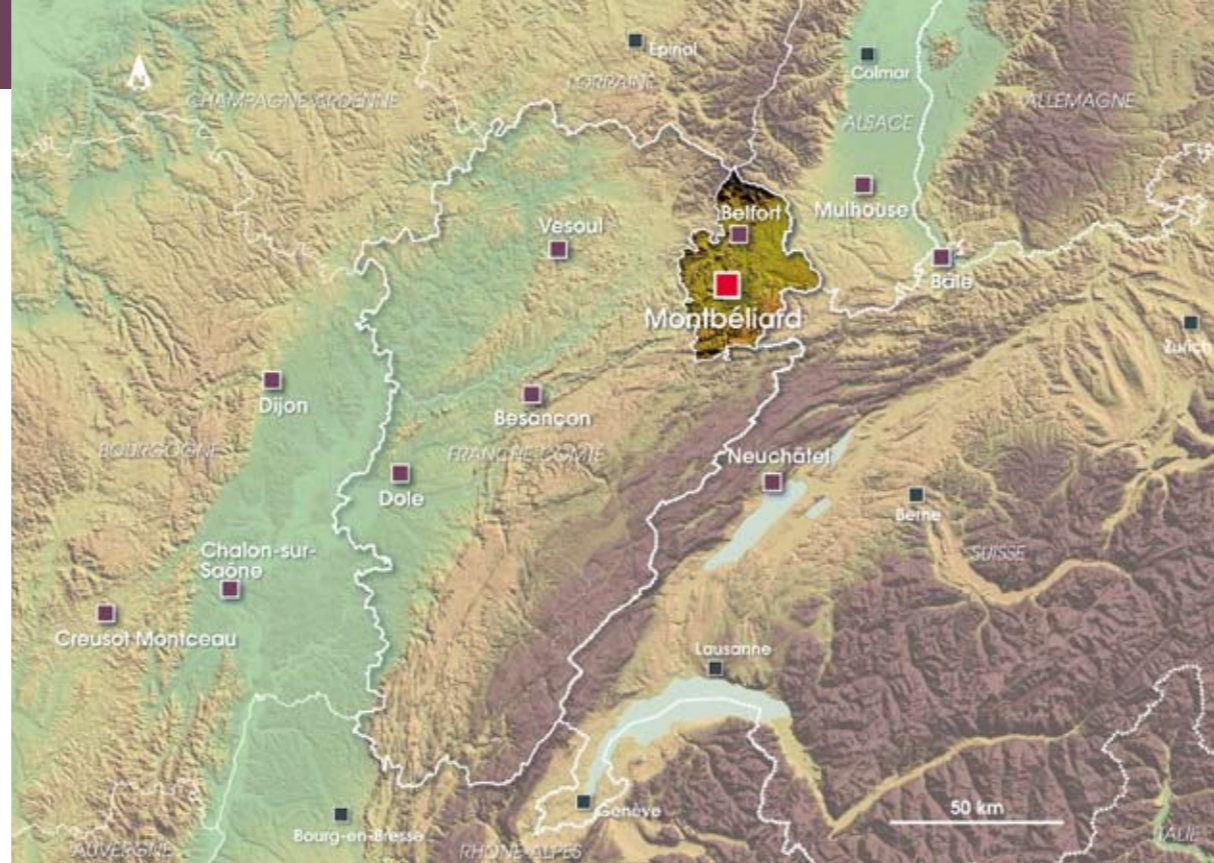 Épinal
LORRAINE
Colmar
CHAMPAGNE-ARDENNE
ALLEMAGNE
ALSACE
Belfort
Mulhouse
Vesoul
Bâle
Montbéliard
Zurich
Dijon
Besançon
BOURGOGNE
FRANCHE-COMTÉ
Neuchâtel
Dole
Berne
Chalon-sur-
Saône
SUISSE
Creusot Montceau
Lausanne
50 km
Genève
Bourg-en-Bresse
AUVERGNE
RHÔNE-ALPES
ITALIE